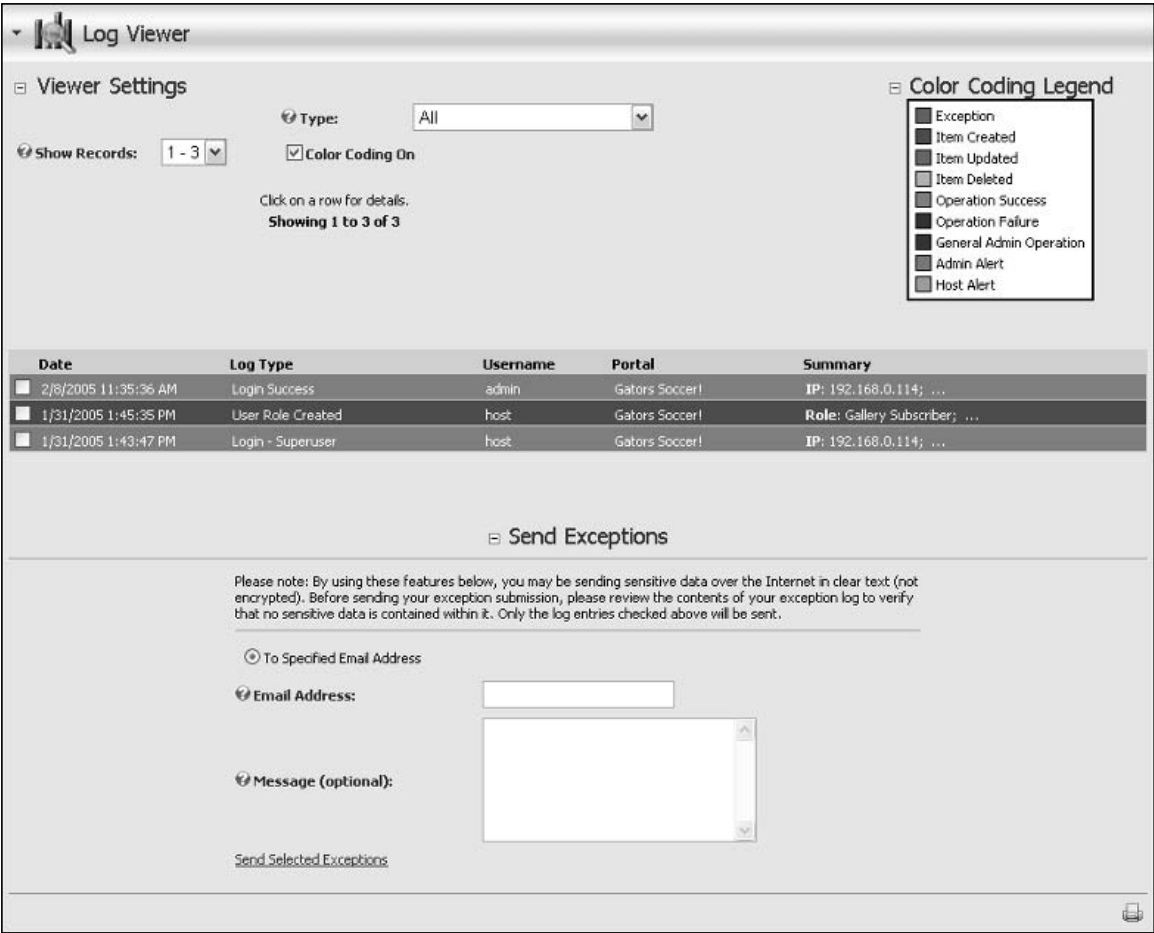 Log Viewer
Viewer Settings
Color Coding Legend
Type: All
Show Records: 1 - 3
Color Coding On
Click on a row for details.
Showing 1 to 3 of 3
Exception
Item Created
Item Updated
Item Deleted
Operation Success
Operation Failure
General Admin Operation
Admin Alert
Host Alert
Date Log Type Username Portal Summary
2/8/2005 11:35:36 AM Login Success admin Gators Soccer! IP: 192.168.0.114; ...
1/31/2005 1:45:35 PM User Role Created host Gators Soccer! Role: Gallery Subscriber; ...
1/31/2005 1:43:47 PM Login - Superuser host Gators Soccer! IP: 192.168.0.114; ...
Send Exceptions
Please note: By using these features below, you may be sending sensitive data over the Internet in clear text (not
encrypted). Before sending your exception submission, please review the contents of your exception log to verify
that no sensitive data is contained within it. Only the log entries checked above will be sent.
To Specified Email Address
Email Address:
Message (optional):
Send Selected Exceptions